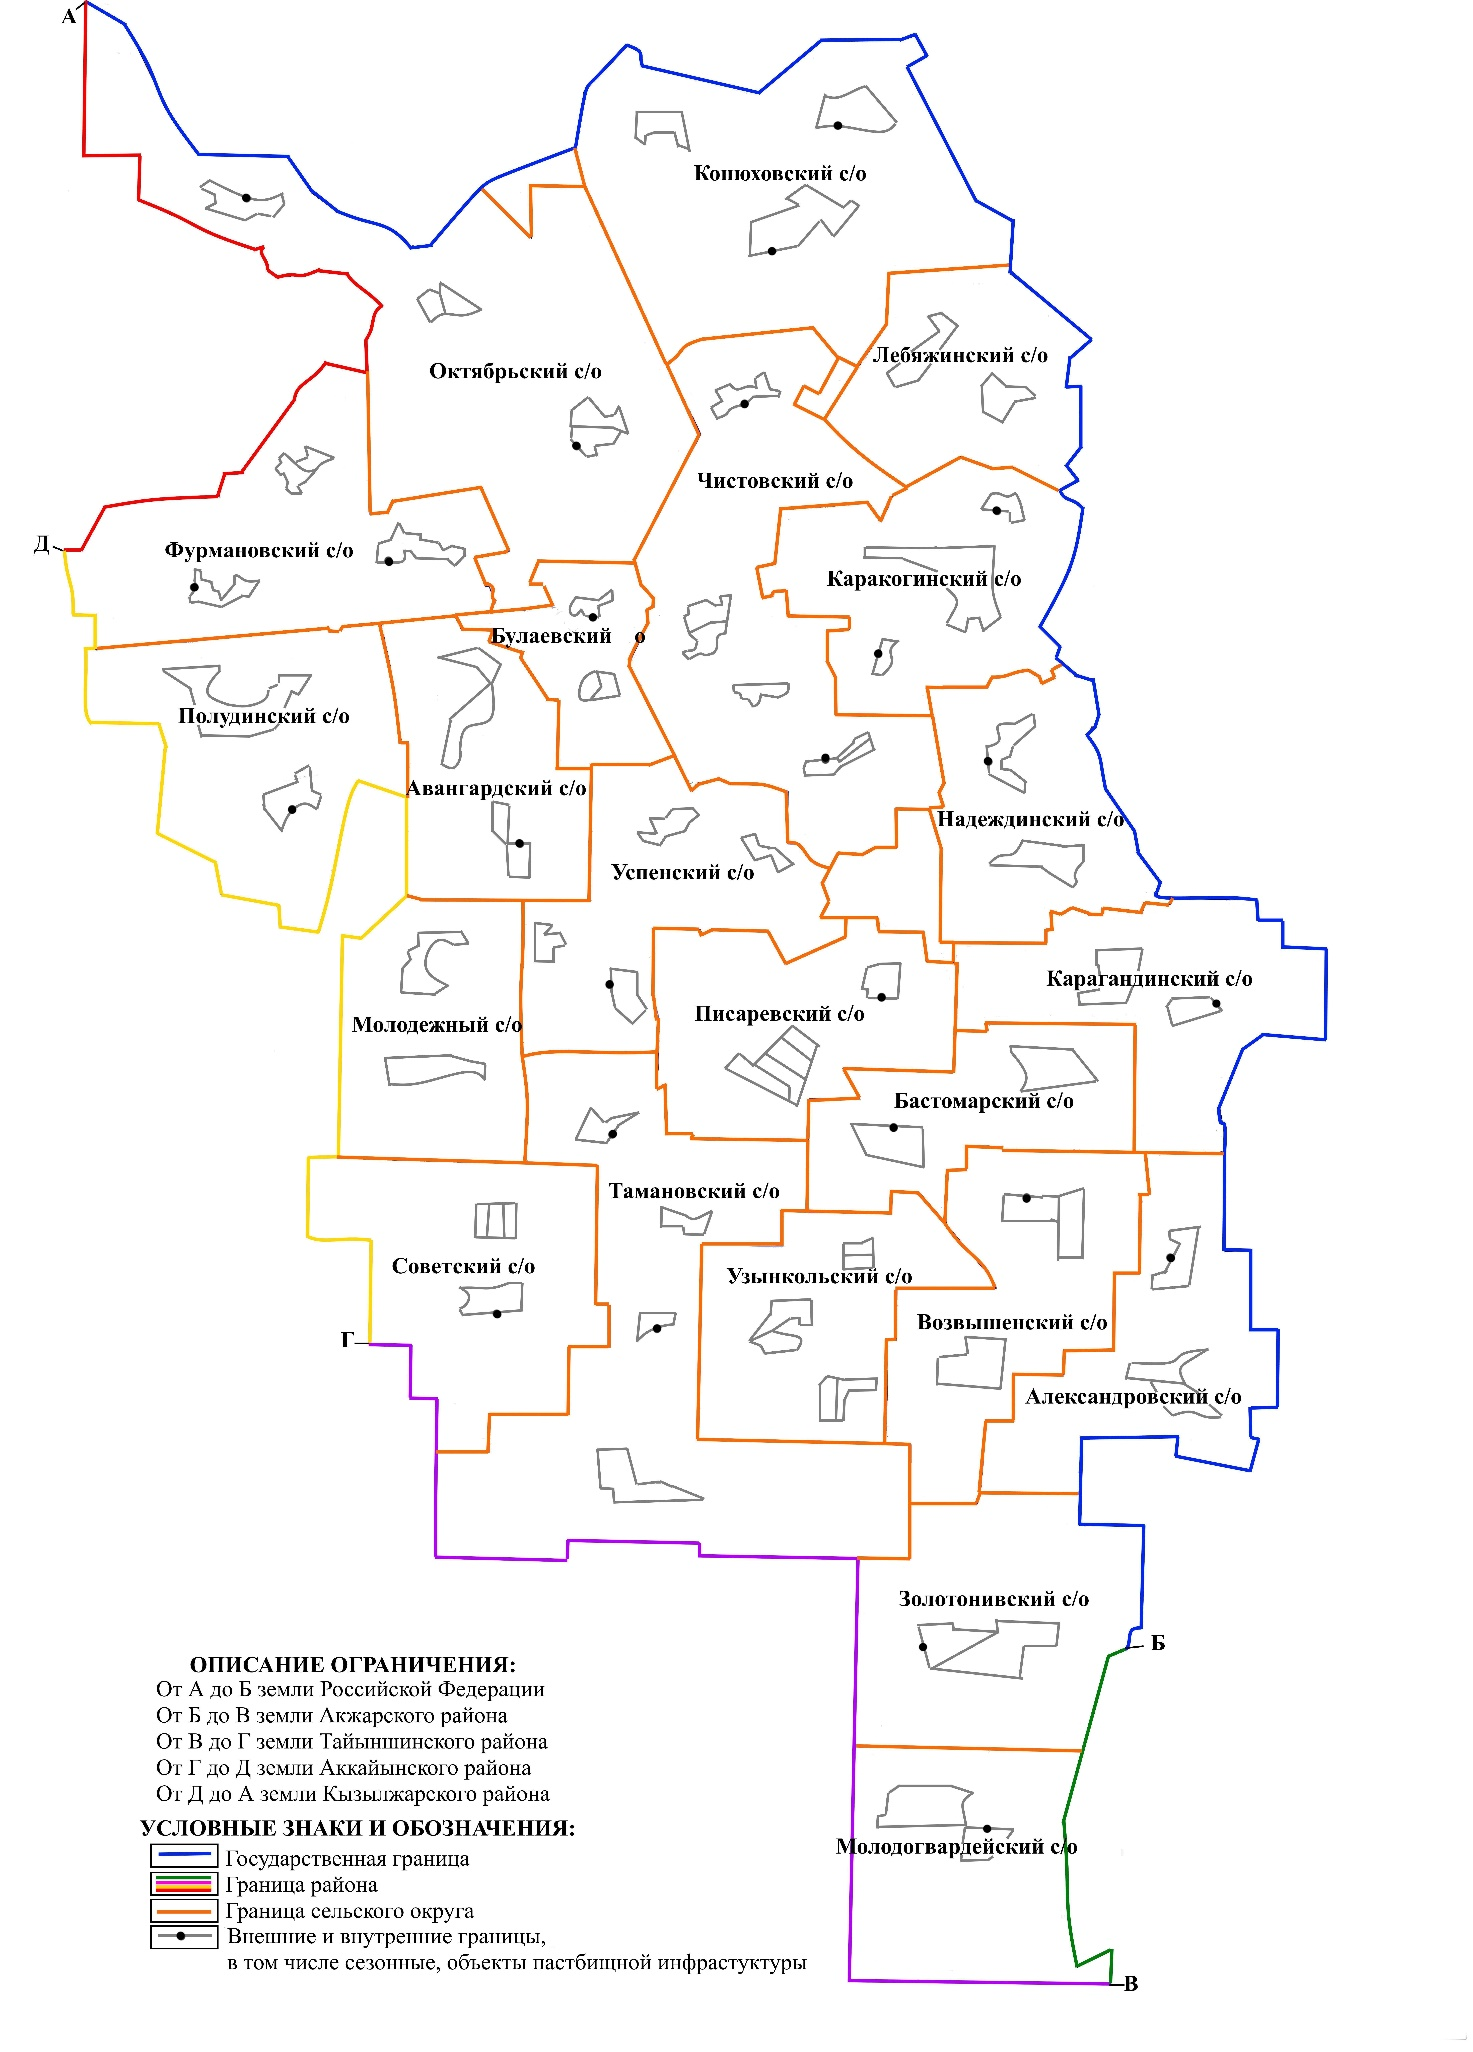 А
Конюховский с/о
Лебяжинский с/о
Октябрьский с/о
Чистовский с/о
Д
Фурмановский с/о
Каракогинский с/о
Булаевский о
Полудинский с/о
Авангардский с/о
Надеждинский с/о
Успенский с/о
Карагандинский с/о
Писаревский с/о
Молодежный с/о
Бастомарский с/о
Тамановский с/о
Советский с/о
Узынкольский с/о
Возвышенский с/о
Г
Александровский с/о
Золотонивский с/о
Б
ОПИСАНИЕ ОГРАНИЧЕНИЯ:
От А до Б земли Российской Федерации
От Б до В земли Акжарского района
От В до Г земли Тайыншинского района
От Г до Д земли Аккайынского района
От Д до А земли Кызылжарского района
УСЛОВНЫЕ ЗНАКИ И ОБОЗНАЧЕНИЯ:
Молодогвардейский с/о
Государственная граница
Граница района
Граница сельского округа
Внешние и внутренние границы,
в том числе сезонные, объекты пастбищной инфрастуктуры
В